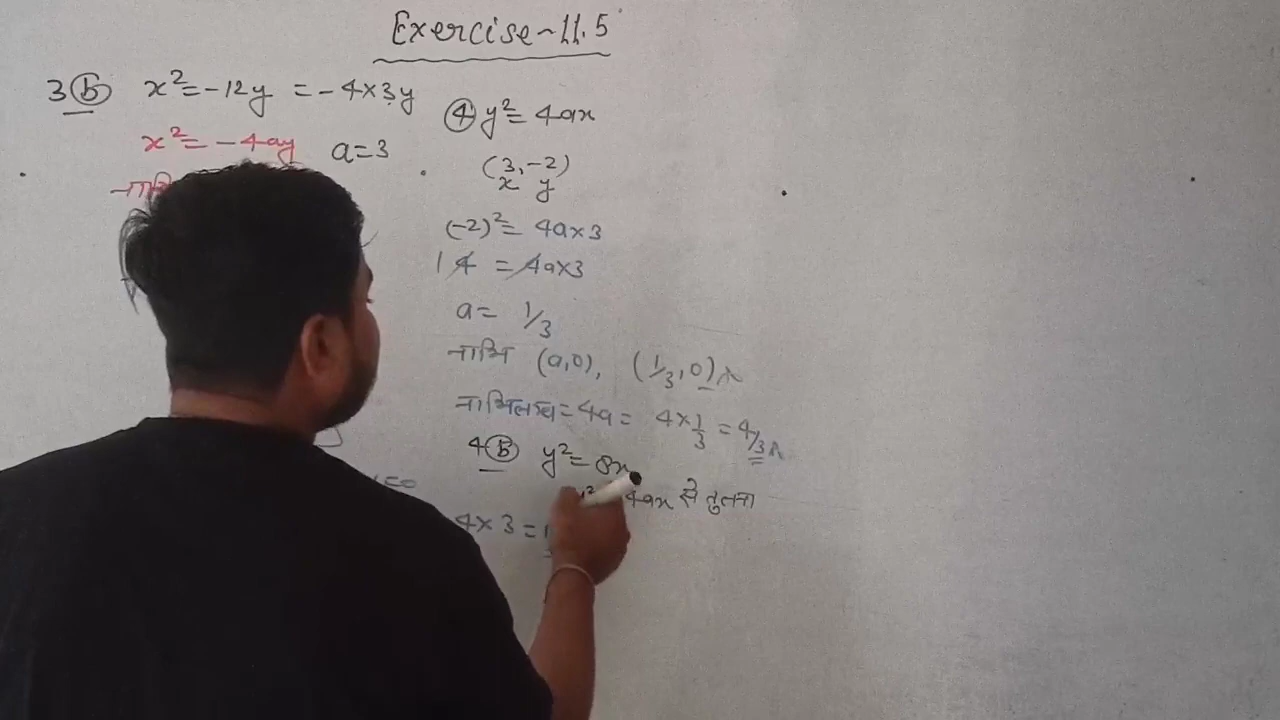 Exercise-11.5
3 (b) x² = -12y = -4×3y
x² = -4ay a=3
④ y² = 4ax
(3, -2)
x y
(-2)² = 4a×3
1 4 = 4a×3
a = 1/3
नाभि (a,0), (1/3, 0)
नाभिलम्ब = 4a = 4×1/3 = 4/3
4 (b) y² = 8x
4ax से तुलना
=0
4×3 =